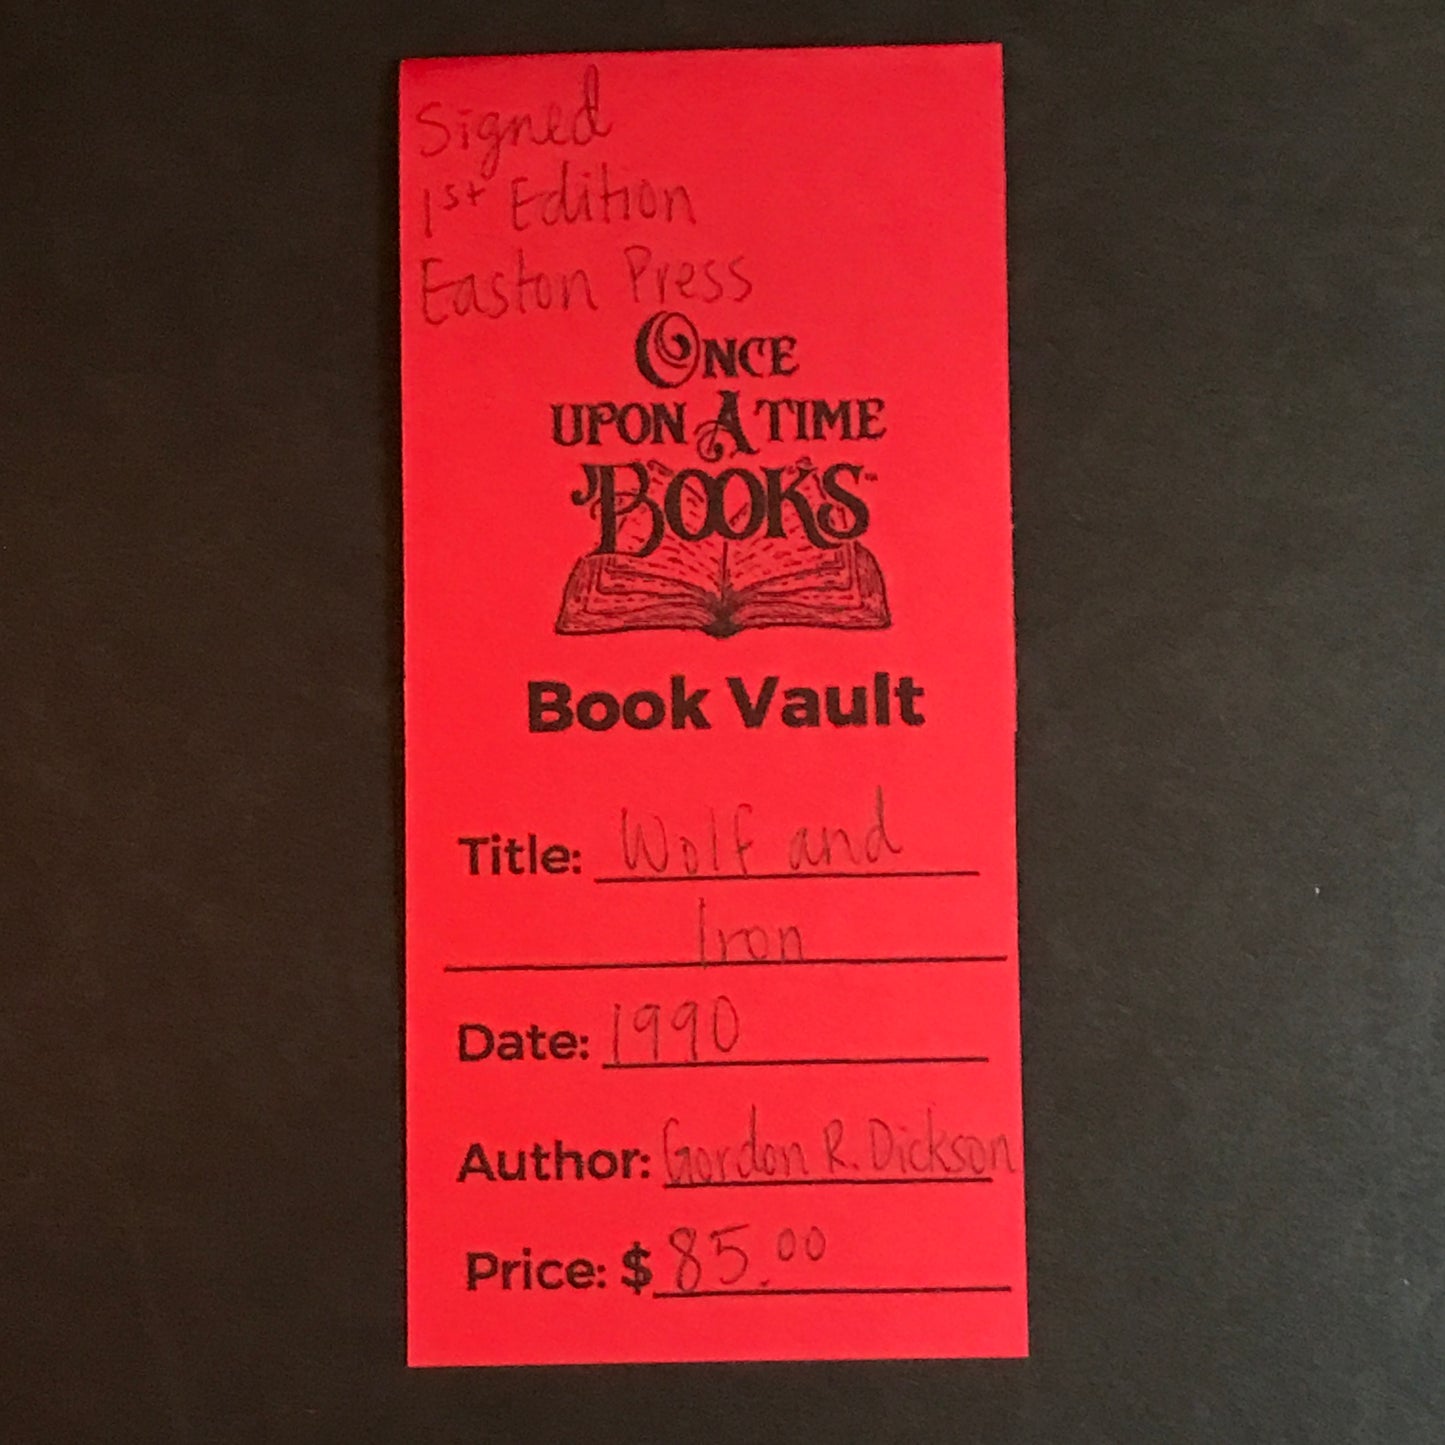 Signed
1st Edition
Easton Press
ONCE
UPON A TIME
BOOKS™
Book Vault
Title: Wolf and
Iron
Date: 1990
Author: Gordon R. Dickson
Price: $ 85.00